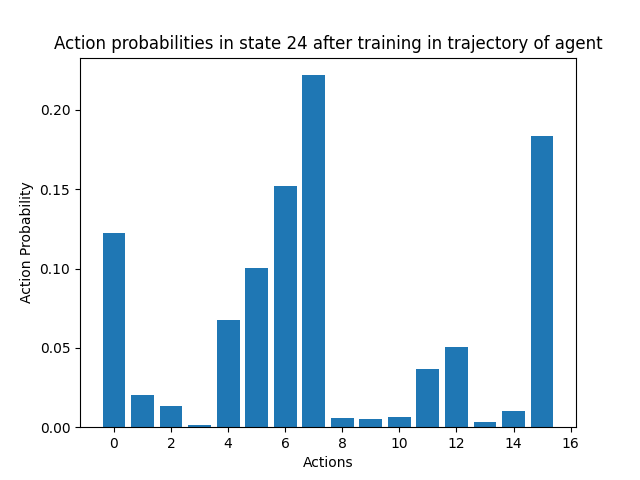 Action probabilities in state 24 after training in trajectory of agent
Action Probability
0.20
0.15
0.10
0.05
0.00
0 2 4 6 8 10 12 14 16
Actions